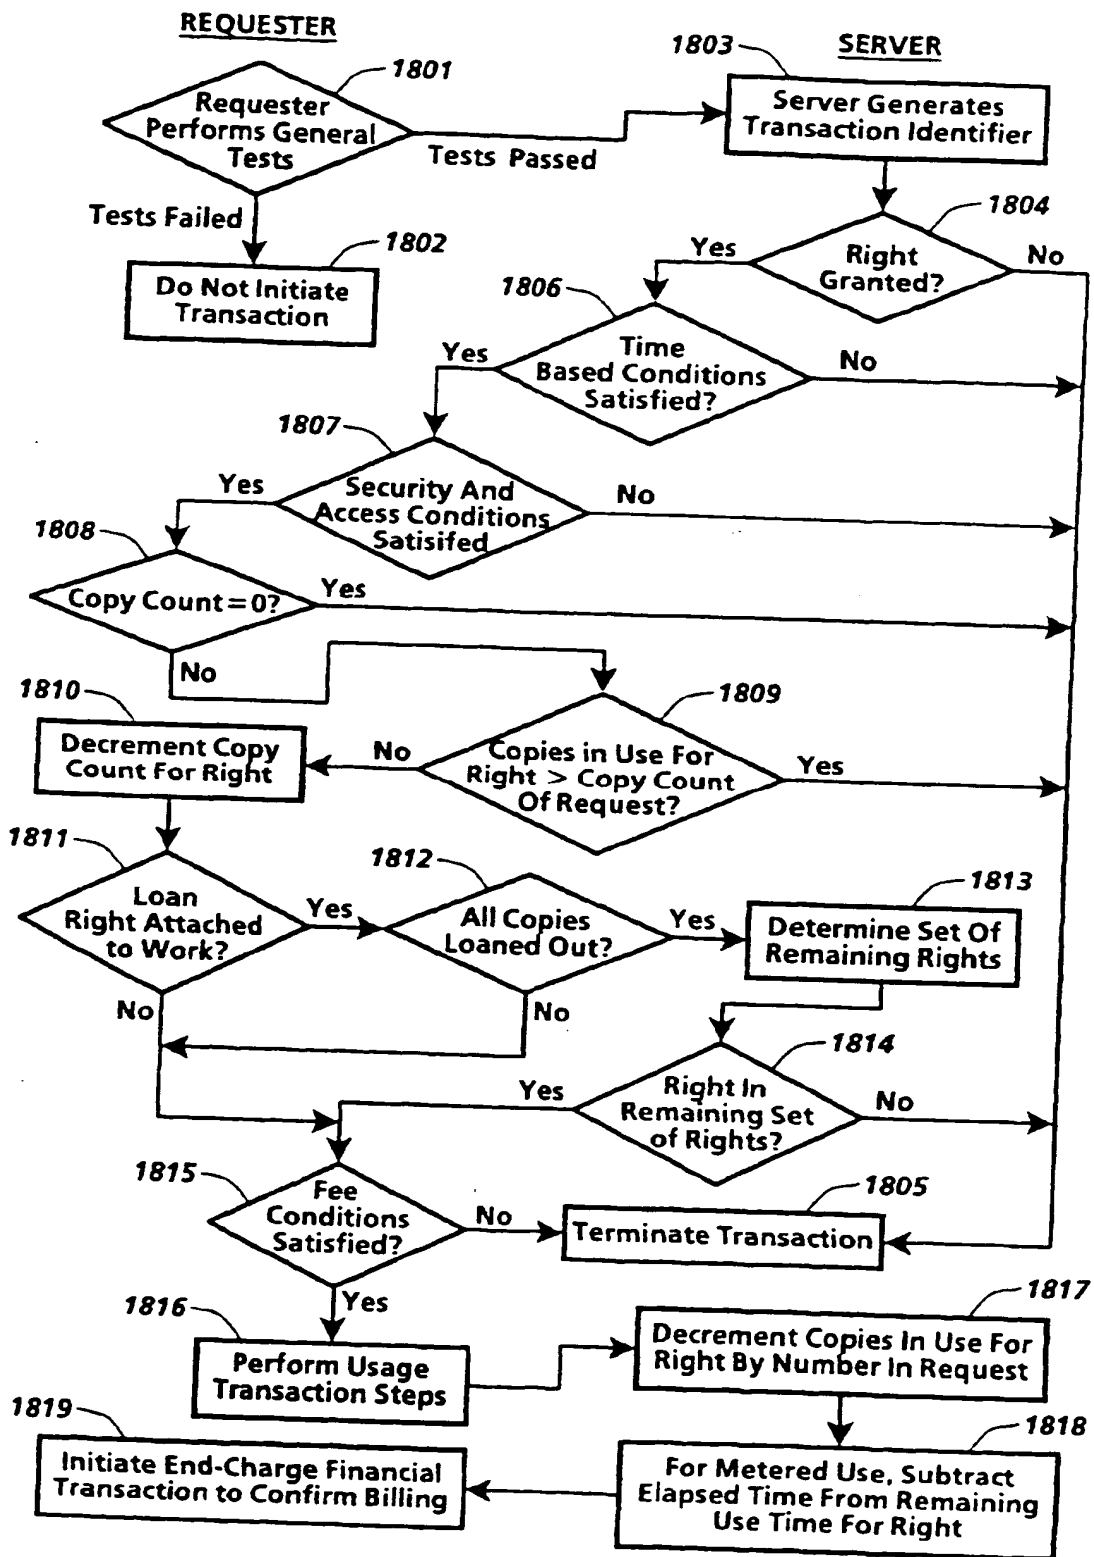 REQUESTER
SERVER
1801
Requester
Performs General
Tests
Tests Passed
Tests Failed
1802
Do Not Initiate
Transaction
1803
Server Generates
Transaction Identifier
1804
Right
Granted?
Yes
No
1806
Time
Based Conditions
Satisfied?
Yes
No
1807
Security And
Access Conditions
Satisifed
Yes
No
1808
Copy Count = 0?
Yes
No
1809
Copies in Use For
Right > Copy Count
Of Request?
No
Yes
1810
Decrement Copy
Count For Right
1811
Loan
Right Attached
to Work?
Yes
No
1812
All Copies
Loaned Out?
Yes
No
1813
Determine Set Of
Remaining Rights
1814
Right In
Remaining Set
of Rights?
Yes
No
1815
Fee
Conditions
Satisfied?
No
Yes
1805
Terminate Transaction
1816
Perform Usage
Transaction Steps
1817
Decrement Copies In Use For
Right By Number In Request
1818
For Metered Use, Subtract
Elapsed Time From Remaining
Use Time For Right
1819
Initiate End-Charge Financial
Transaction to Confirm Billing